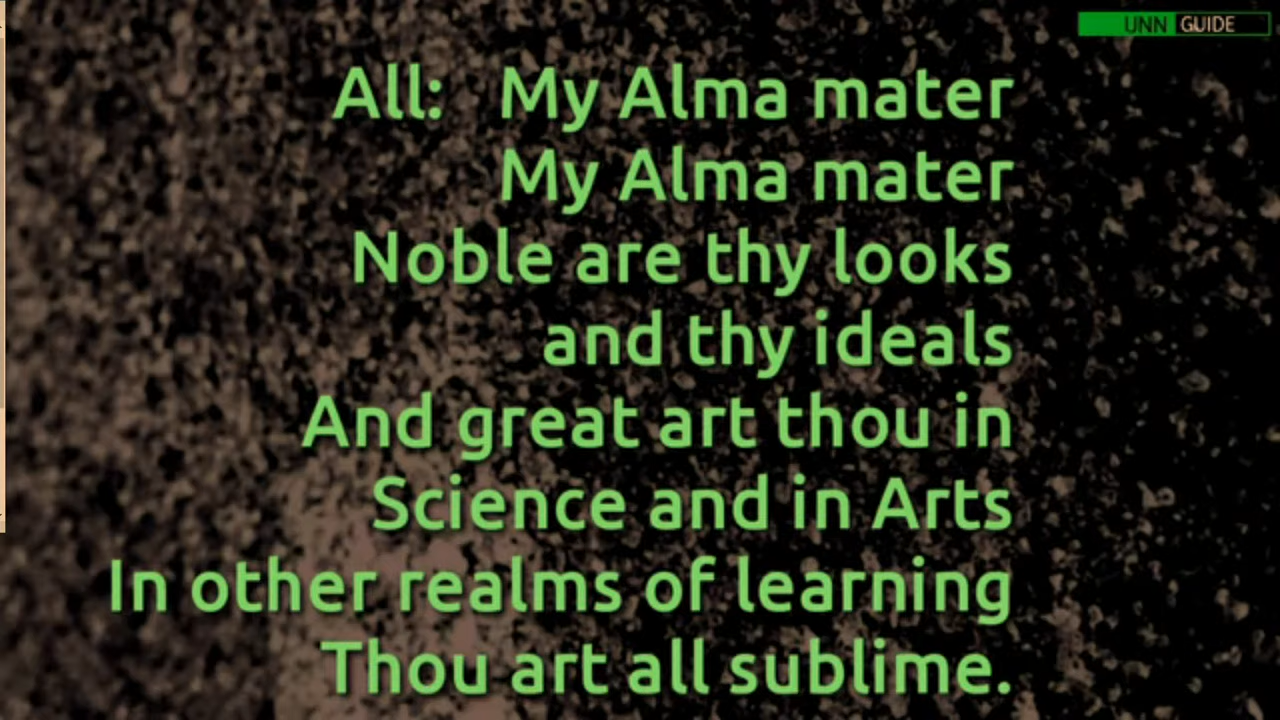 UNN GUIDE
All: My Alma mater
My Alma mater
Noble are thy looks
and thy ideals
And great art thou in
Science and in Arts
In other realms of learning
Thou art all sublime.